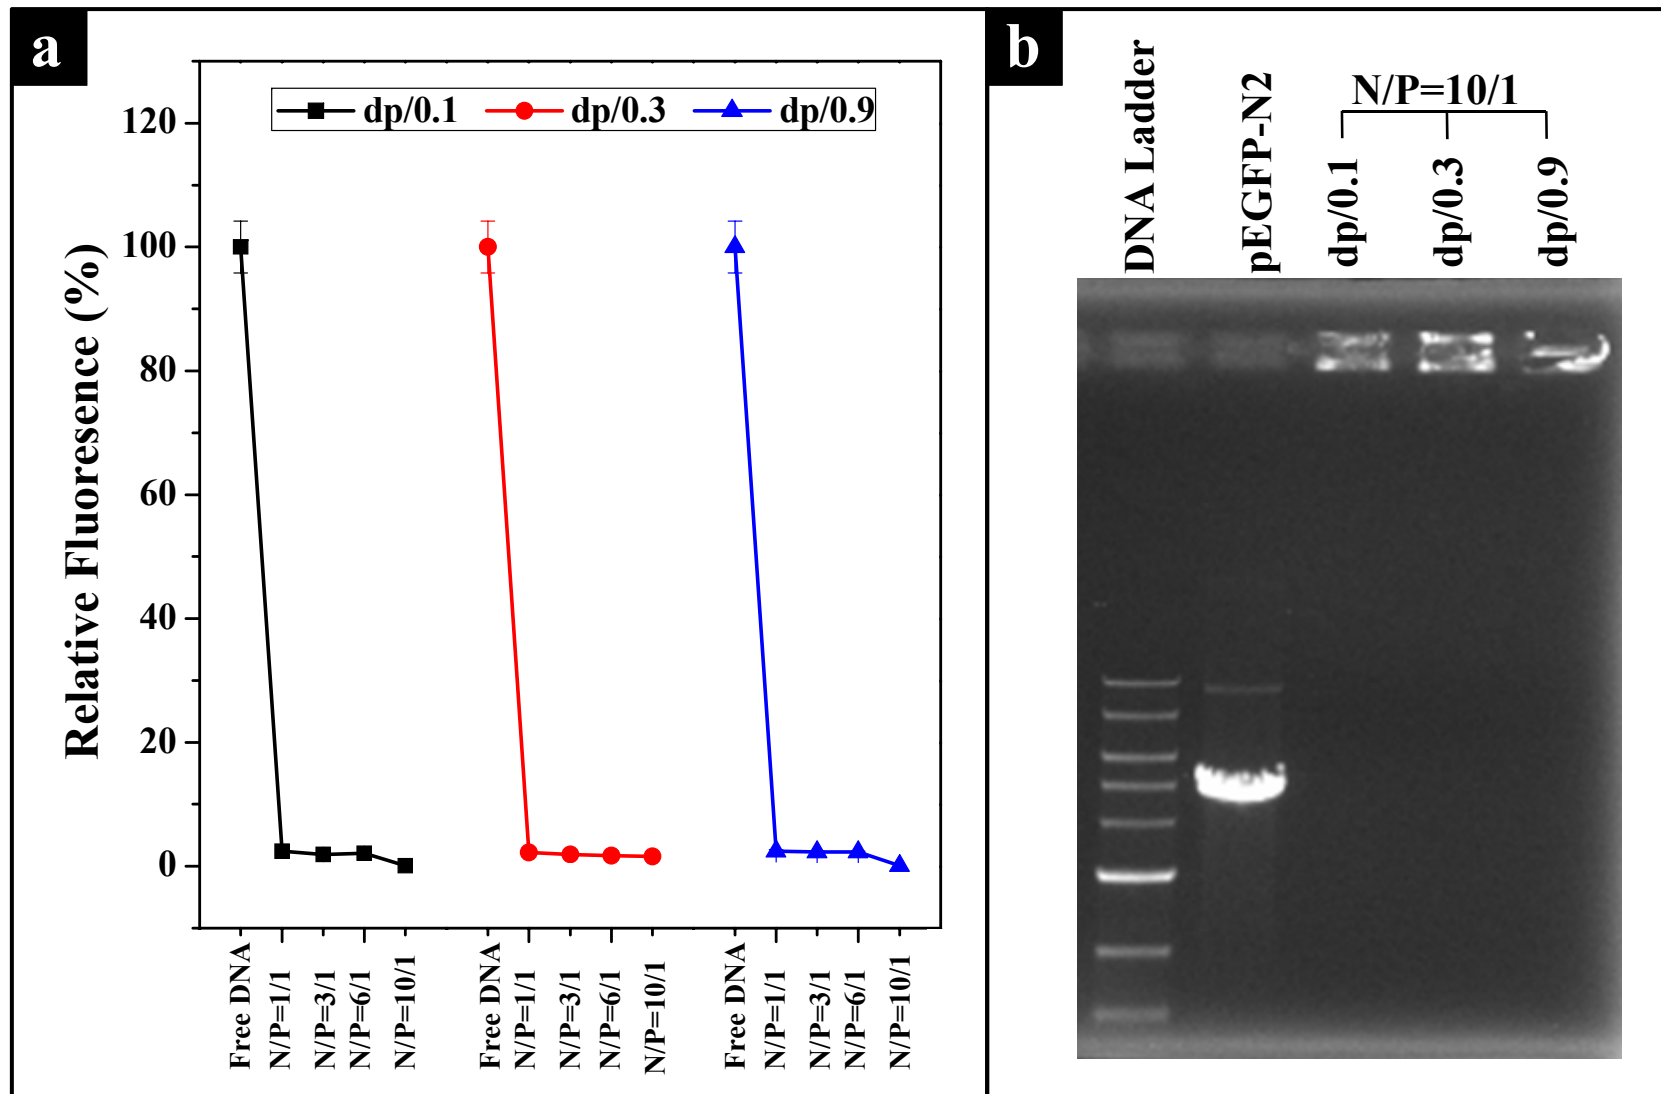 a
dp/0.1 dp/0.3 dp/0.9
Relative Fluoresence (%)
120
100
80
60
40
20
0
Free DNA
N/P=1/1
N/P=3/1
N/P=6/1
N/P=10/1
Free DNA
N/P=1/1
N/P=3/1
N/P=6/1
N/P=10/1
Free DNA
N/P=1/1
N/P=3/1
N/P=6/1
N/P=10/1
b
DNA Ladder
pEGFP-N2
N/P=10/1
dp/0.1
dp/0.3
dp/0.9